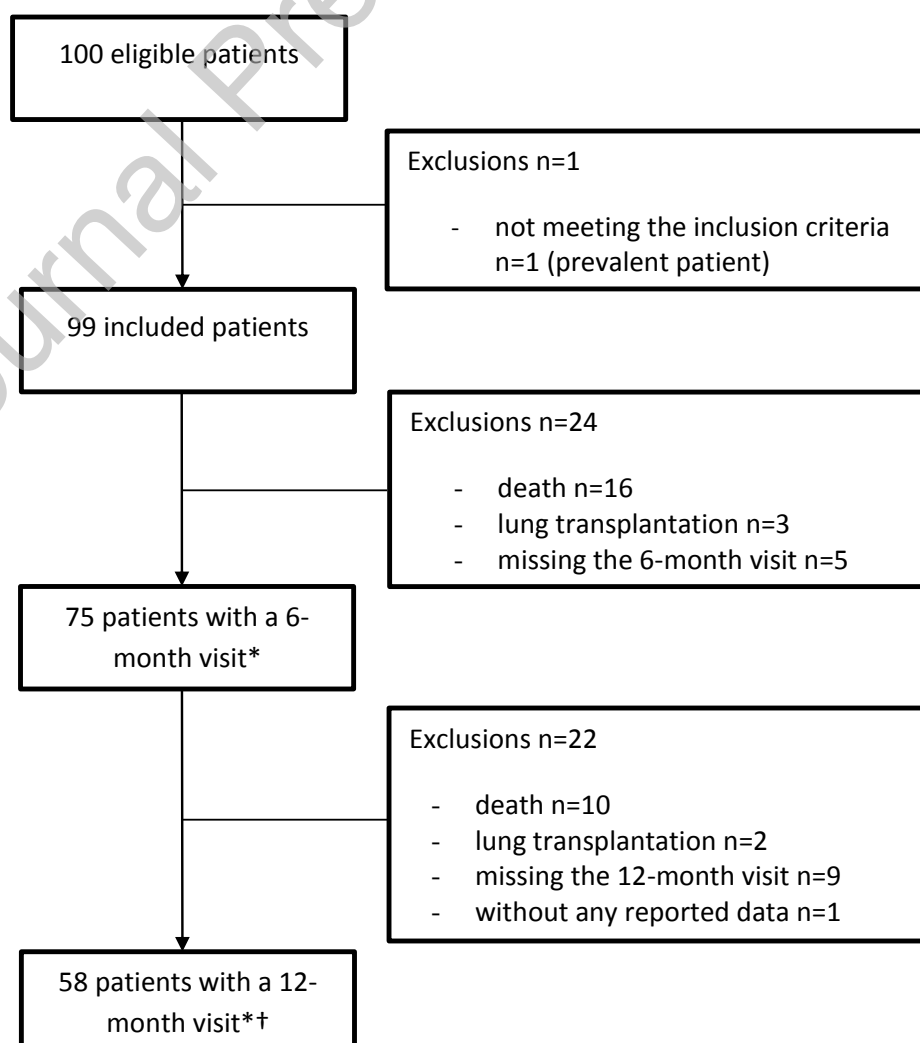 100 eligible patients
Exclusions n=1
- not meeting the inclusion criteria
n=1 (prevalent patient)
99 included patients
Exclusions n=24
- death n=16
- lung transplantation n=3
- missing the 6-month visit n=5
75 patients with a 6-
month visit*
Exclusions n=22
- death n=10
- lung transplantation n=2
- missing the 12-month visit n=9
- without any reported data n=1
58 patients with a 12-
month visit*†
urnal Pre